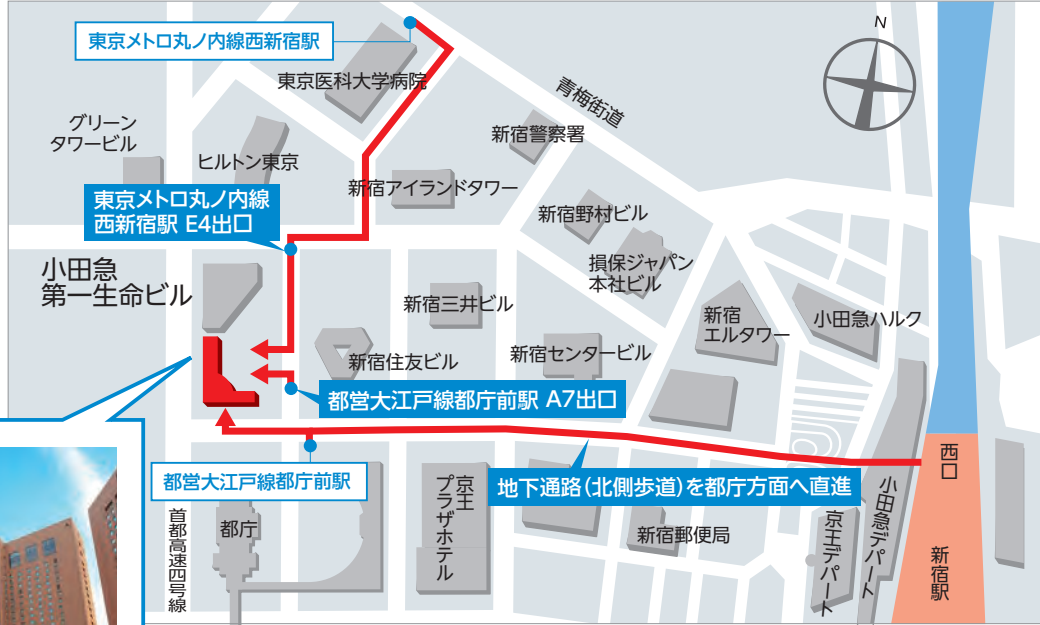 東京メトロ丸ノ内線西新宿駅
N
東京医科大学病院
青梅街道
グリーン
タワービル
新宿警察署
ヒルトン東京
新宿アイランドタワー
東京メトロ丸ノ内線
西新宿駅 E4出口
新宿野村ビル
小田急
第一生命ビル
損保ジャパン
本社ビル
新宿三井ビル
新宿
エルタワー
小田急ハルク
新宿住友ビル
新宿センタービル
都営大江戸線都庁前駅 A7出口
西口
都営大江戸線都庁前駅
地下通路(北側歩道)を都庁方面へ直進
京王
プラザホテル
小田急デパート
首都高速四号線
都庁
新宿郵便局
京王デパート
新宿駅